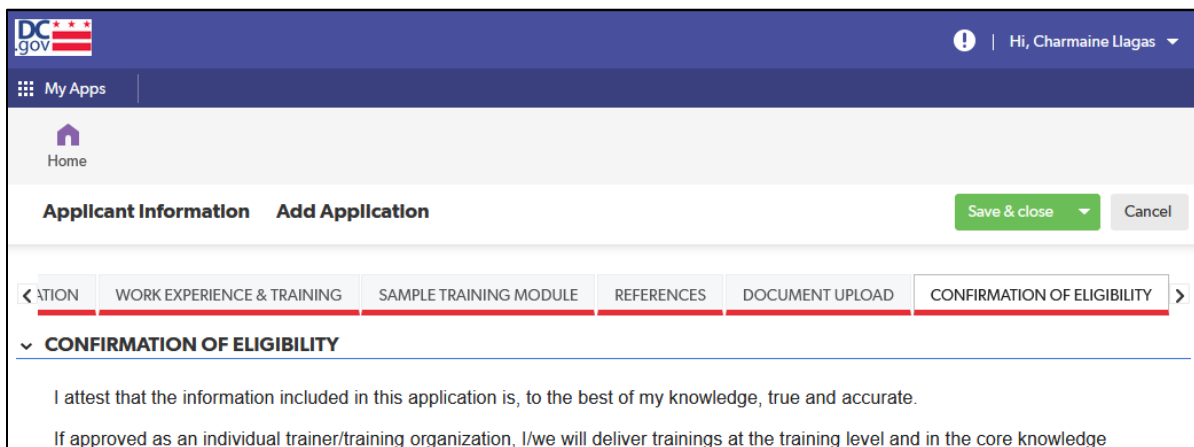 DC
.gov
Hi, Charmaine Llagas
My Apps
Home
Applicant Information Add Application Save & close Cancel
ATION WORK EXPERIENCE & TRAINING SAMPLE TRAINING MODULE REFERENCES DOCUMENT UPLOAD CONFIRMATION OF ELIGIBILITY
CONFIRMATION OF ELIGIBILITY
I attest that the information included in this application is, to the best of my knowledge, true and accurate.
If approved as an individual trainer/training organization, I/we will deliver trainings at the training level and in the core knowledge